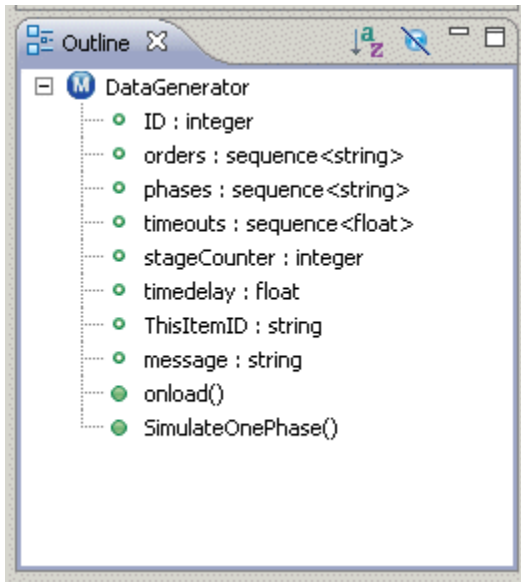 Outline
a
z
M DataGenerator
ID : integer
orders : sequence<string>
phases : sequence<string>
timeouts : sequence<float>
stageCounter : integer
timedelay : float
ThisItemID : string
message : string
onload()
SimulateOnePhase()